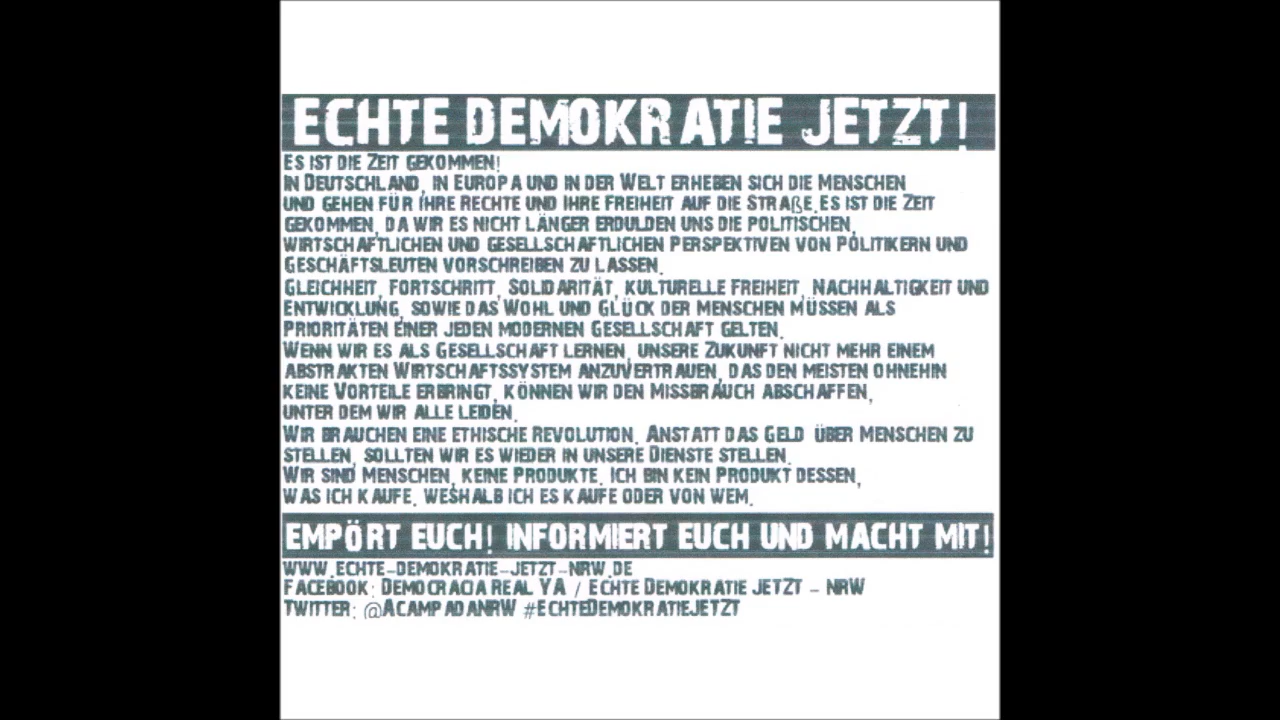 ECHTE DEMOKRATIE JETZT!
ES IST DIE ZEIT GEKOMMEN!
IN DEUTSCHLAND, IN EUROPA UND IN DER WELT ERHEBEN SICH DIE MENSCHEN
UND GEHEN FÜR IHRE RECHTE UND IHRE FREIHEIT AUF DIE STRAßE.ES IST DIE ZEIT
GEKOMMEN, DA WIR ES NICHT LÄNGER ERDULDEN UNS DIE POLITISCHEN,
WIRTSCHAFTLICHEN UND GESELLSCHAFTLICHEN PERSPEKTIVEN VON POLITIKERN UND
GESCHÄFTSLEUTEN VORSCHREIBEN ZU LASSEN.
GLEICHHEIT, FORTSCHRITT, SOLIDARITÄT, KULTURELLE FREIHEIT, NACHHALTIGKEIT UND
ENTWICKLUNG, SOWIE DAS WOHL UND GLÜCK DER MENSCHEN MÜSSEN ALS
PRIORITÄTEN EINER JEDEN MODERNEN GESELLSCHAFT GELTEN.
WENN WIR ES ALS GESELLSCHAFT LERNEN, UNSERE ZUKUNFT NICHT MEHR EINEM
ABSTRAKTEN WIRTSCHAFTSSYSTEM ANZUVERTRAUEN, DAS DEN MEISTEN OHNEHIN
KEINE VORTEILE ERBRINGT, KÖNNEN WIR DEN MISSBRAUCH ABSCHAFFEN,
UNTER DEM WIR ALLE LEIDEN.
WIR BRAUCHEN EINE ETHISCHE REVOLUTION. ANSTATT DAS GELD ÜBER MENSCHEN ZU
STELLEN, SOLLTEN WIR ES WIEDER IN UNSERE DIENSTE STELLEN.
WIR SIND MENSCHEN, KEINE PRODUKTE. ICH BIN KEIN PRODUKT DESSEN,
WAS ICH KAUFE, WESHALB ICH ES KAUFE ODER VON WEM.
EMPÖRT EUCH! INFORMIERT EUCH UND MACHT MIT!
WWW.ECHTE-DEMOKRATIE-JETZT-NRW.DE
FACEBOOK: DEMOCRACIA REAL YA / ECHTE DEMOKRATIE JETZT - NRW
TWITTER: @ACAMPADANRW #ECHTEDEMOKRATIEJETZT